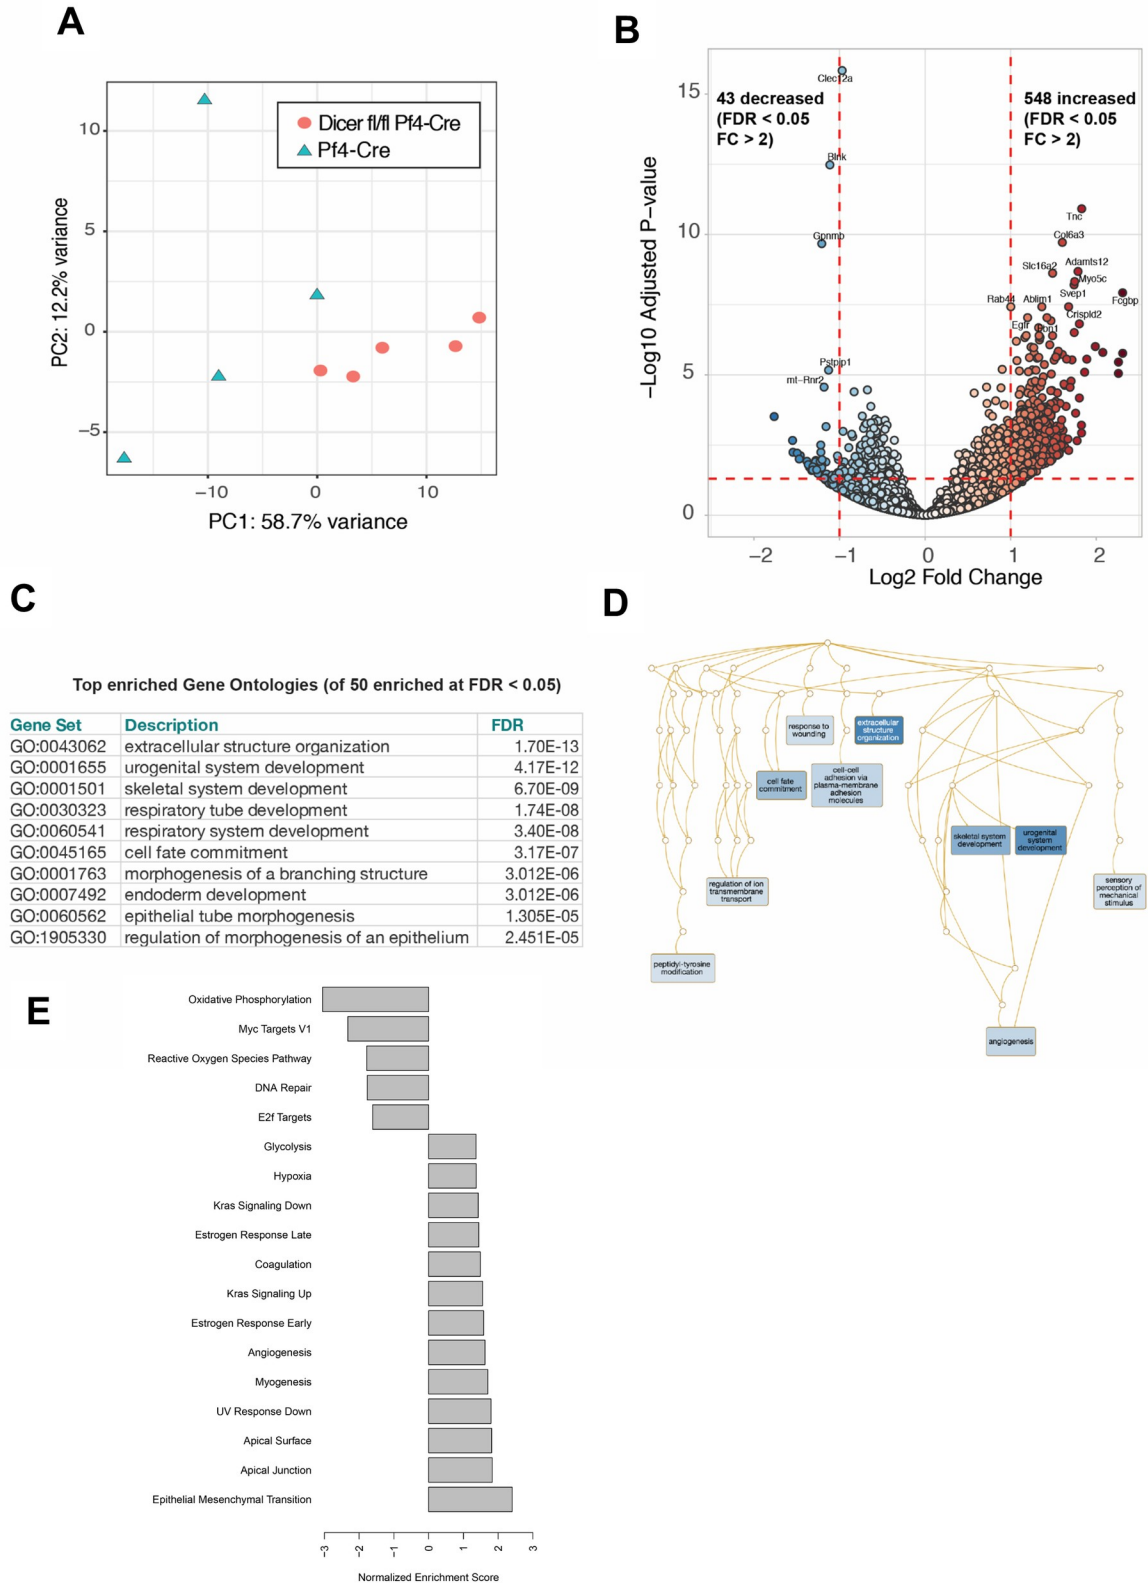 A
Dicer fl/fl Pf4-Cre
Pf4-Cre
10
5
0
−5
−10
0
10
PC2: 12.2% variance
PC1: 58.7% variance
B
43 decreased
(FDR < 0.05
FC > 2)
548 increased
(FDR < 0.05
FC > 2)
Clec12a
Blnk
Gpnmb
Tnc
Col6a3
Adamts12
Slc16a2
Myo5c
Svep1
Fcgbp
Rab44
Ablim1
Crispld2
Egfr
Fbn1
Pstpip1
mt−Rnr2
15
10
5
0
−2
−1
0
1
2
−Log10 Adjusted P−value
Log2 Fold Change
C
Top enriched Gene Ontologies (of 50 enriched at FDR < 0.05)
Gene Set Description FDR
GO:0043062 extracellular structure organization 1.70E-13
GO:0001655 urogenital system development 4.17E-12
GO:0001501 skeletal system development 6.70E-09
GO:0030323 respiratory tube development 1.74E-08
GO:0060541 respiratory system development 3.40E-08
GO:0045165 cell fate commitment 3.17E-07
GO:0001763 morphogenesis of a branching structure 3.012E-06
GO:0007492 endoderm development 3.012E-06
GO:0060562 epithelial tube morphogenesis 1.305E-05
GO:1905330 regulation of morphogenesis of an epithelium 2.451E-05
D
response to
wounding
extracellular
structure
organization
cell fate
commitment
cell-cell
adhesion via
plasma-membrane
adhesion
molecules
skeletal system
development
urogenital
system
development
regulation of ion
transmembrane
transport
sensory
perception of
mechanical
stimulus
peptidyl-tyrosine
modification
angiogenesis
E
Oxidative Phosphorylation
Myc Targets V1
Reactive Oxygen Species Pathway
DNA Repair
E2f Targets
Glycolysis
Hypoxia
Kras Signaling Down
Estrogen Response Late
Coagulation
Kras Signaling Up
Estrogen Response Early
Angiogenesis
Myogenesis
UV Response Down
Apical Surface
Apical Junction
Epithelial Mesenchymal Transition
−3
−2
−1
0
1
2
3
Normalized Enrichment Score